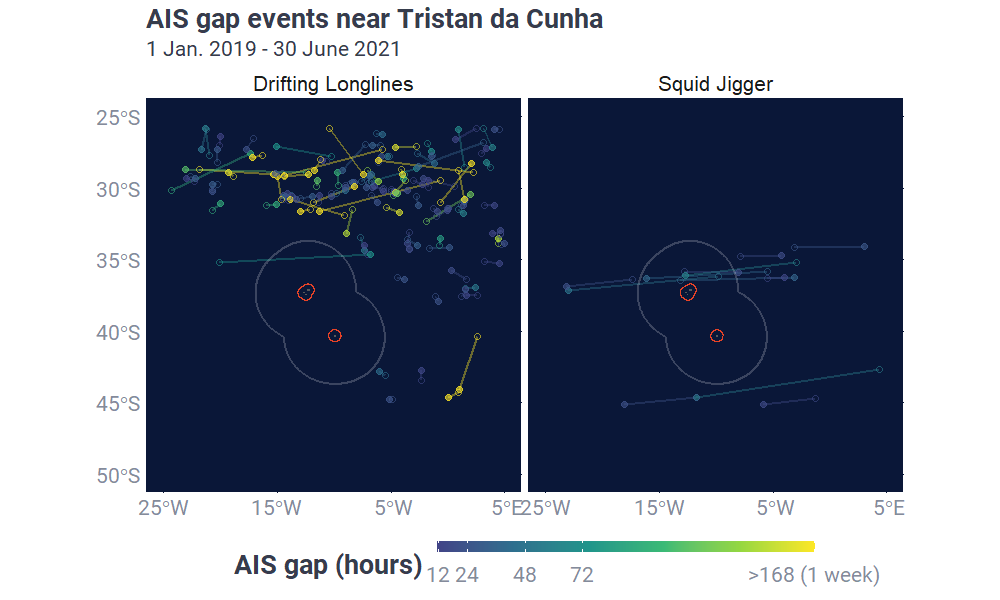 AIS gap events near Tristan da Cunha
1 Jan. 2019 - 30 June 2021
Drifting Longlines
Squid Jigger
25°S
30°S
35°S
40°S
45°S
50°S
25°W 15°W 5°W 5°E
25°W 15°W 5°W 5°E
AIS gap (hours)
12 24 48 72 >168 (1 week)